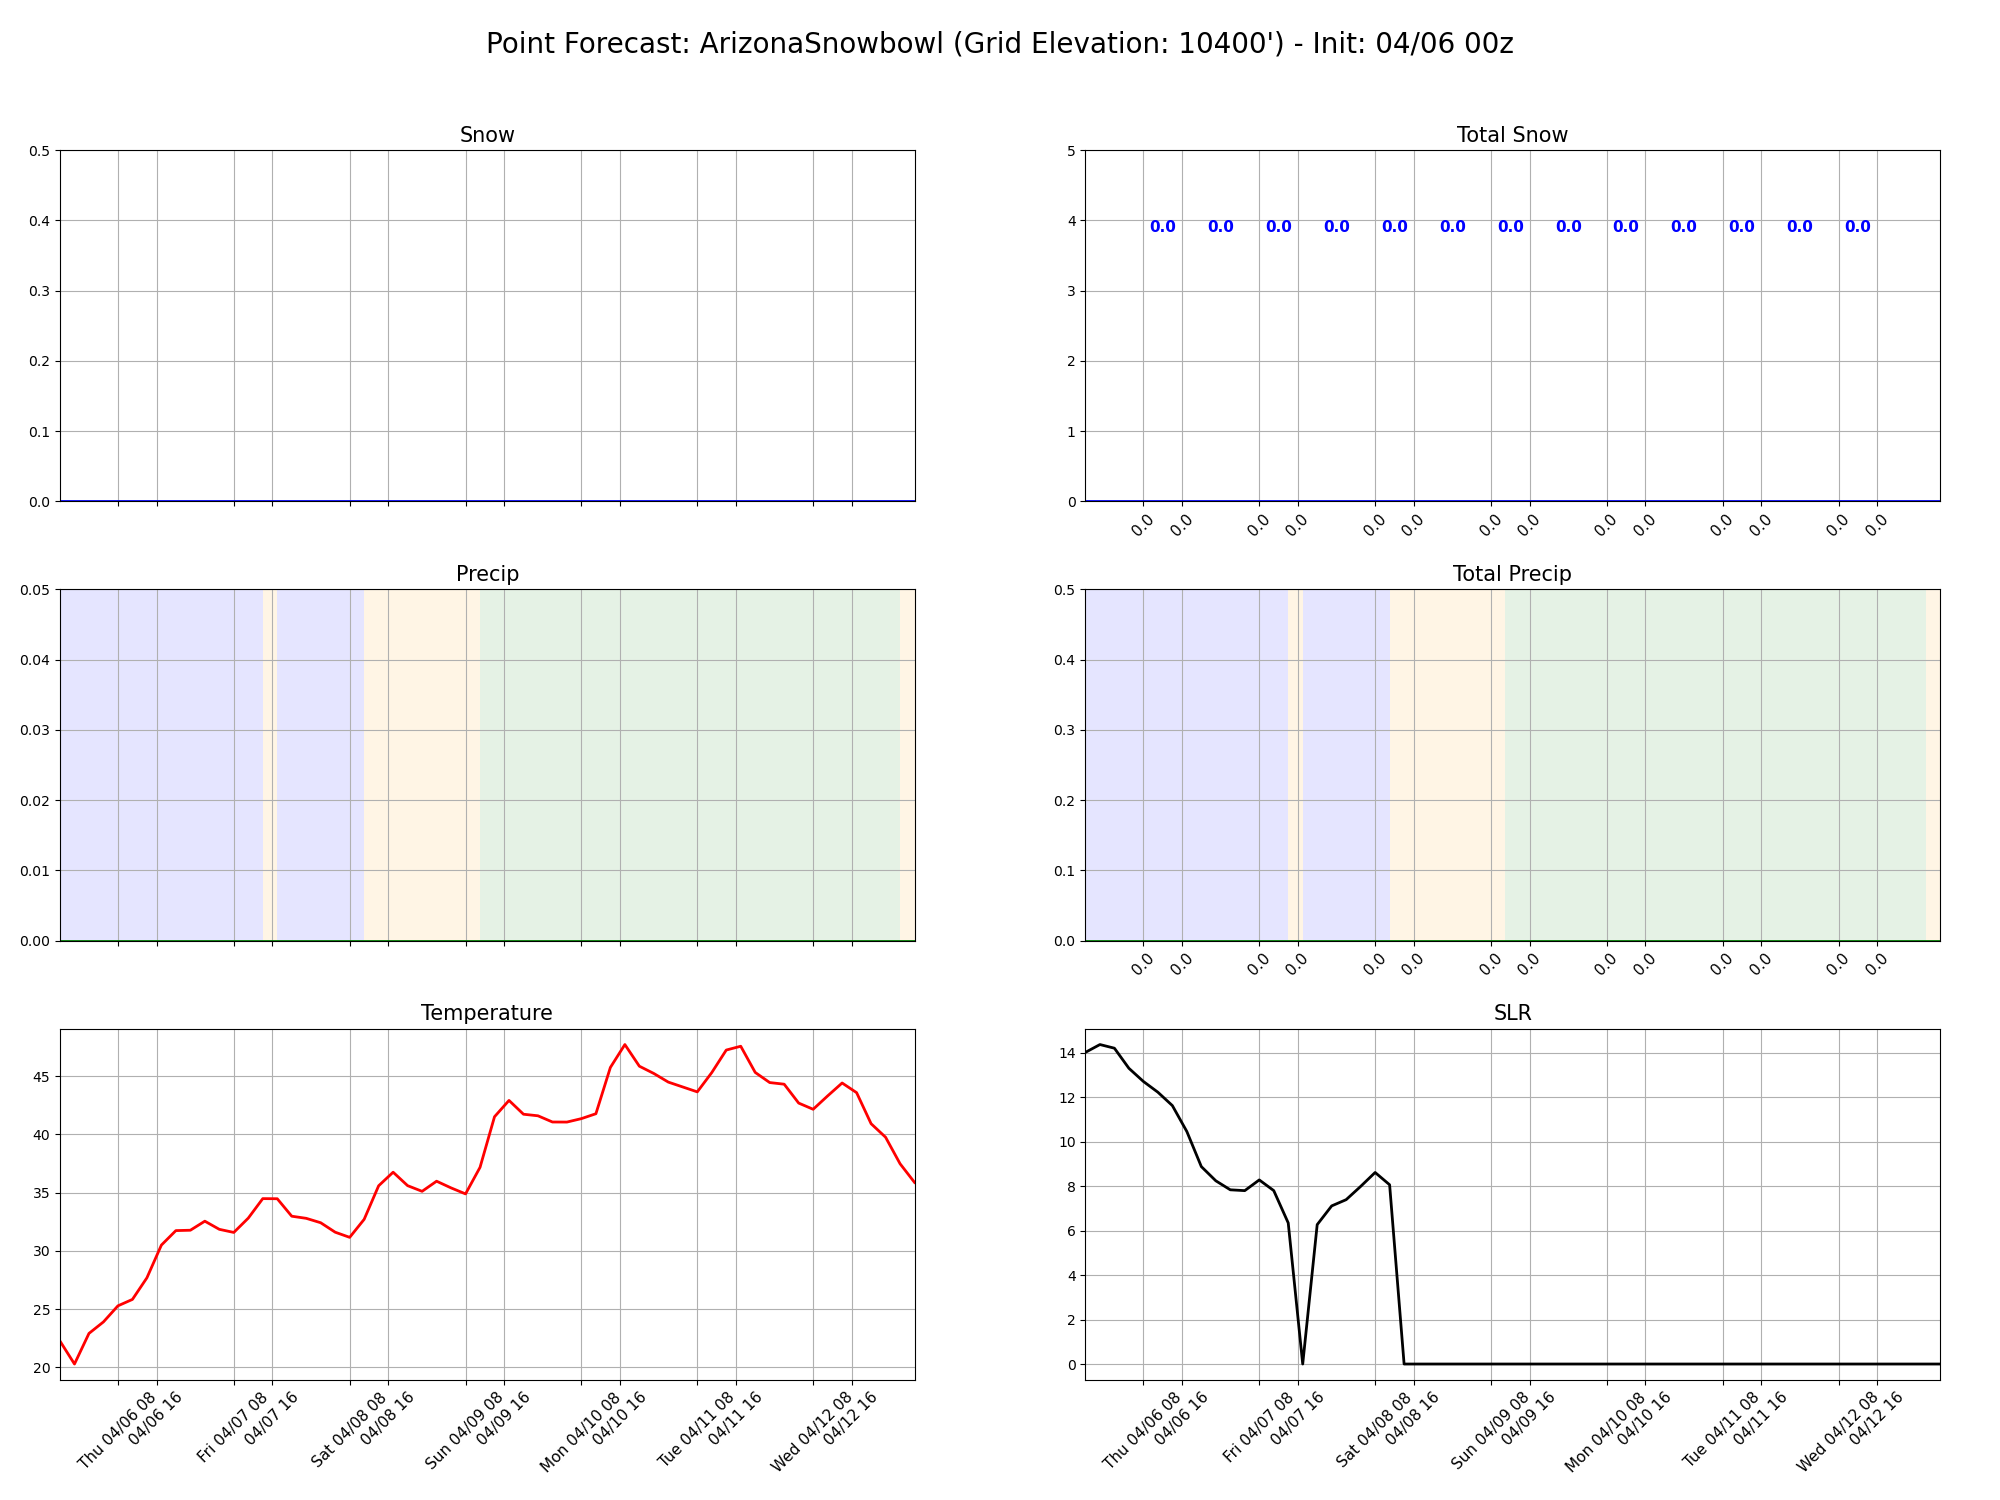 Point Forecast: ArizonaSnowbowl (Grid Elevation: 10400') - Init: 04/06 00z
Snow
0.5
0.4
0.3
0.2
0.1
0.0
Total Snow
5
4
3
2
1
0
0.0 0.0 0.0 0.0 0.0 0.0 0.0 0.0 0.0 0.0 0.0 0.0 0.0
0.0 0.0 0.0 0.0 0.0 0.0 0.0 0.0 0.0 0.0 0.0 0.0 0.0 0.0
Precip
0.05
0.04
0.03
0.02
0.01
0.00
Total Precip
0.5
0.4
0.3
0.2
0.1
0.0
0.0 0.0 0.0 0.0 0.0 0.0 0.0 0.0 0.0 0.0 0.0 0.0 0.0 0.0
Temperature
45
40
35
30
25
20
Thu 04/06 08
04/06 16
Fri 04/07 08
04/07 16
Sat 04/08 08
04/08 16
Sun 04/09 08
04/09 16
Mon 04/10 08
04/10 16
Tue 04/11 08
04/11 16
Wed 04/12 08
04/12 16
SLR
14
12
10
8
6
4
2
0
Thu 04/06 08
04/06 16
Fri 04/07 08
04/07 16
Sat 04/08 08
04/08 16
Sun 04/09 08
04/09 16
Mon 04/10 08
04/10 16
Tue 04/11 08
04/11 16
Wed 04/12 08
04/12 16